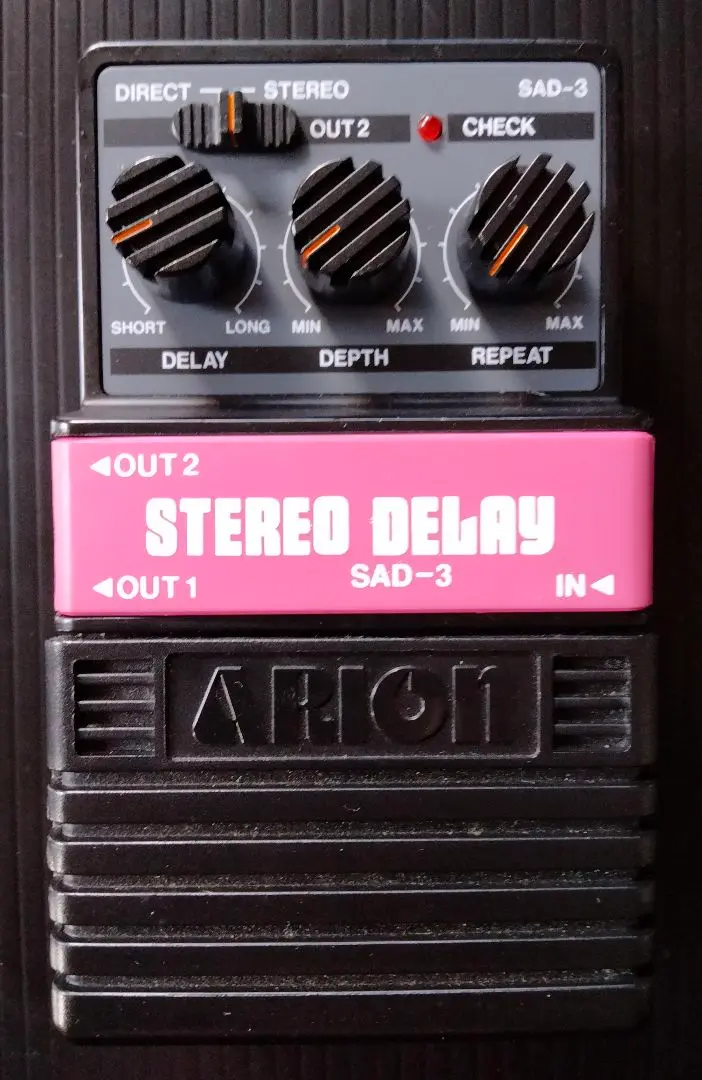 DIRECT — STEREO SAD-3
OUT 2 CHECK
SHORT LONG MIN MAX MIN MAX
DELAY DEPTH REPEAT
◀OUT 2
STEREO DELAY
SAD-3
◀OUT 1 IN◀
ARION